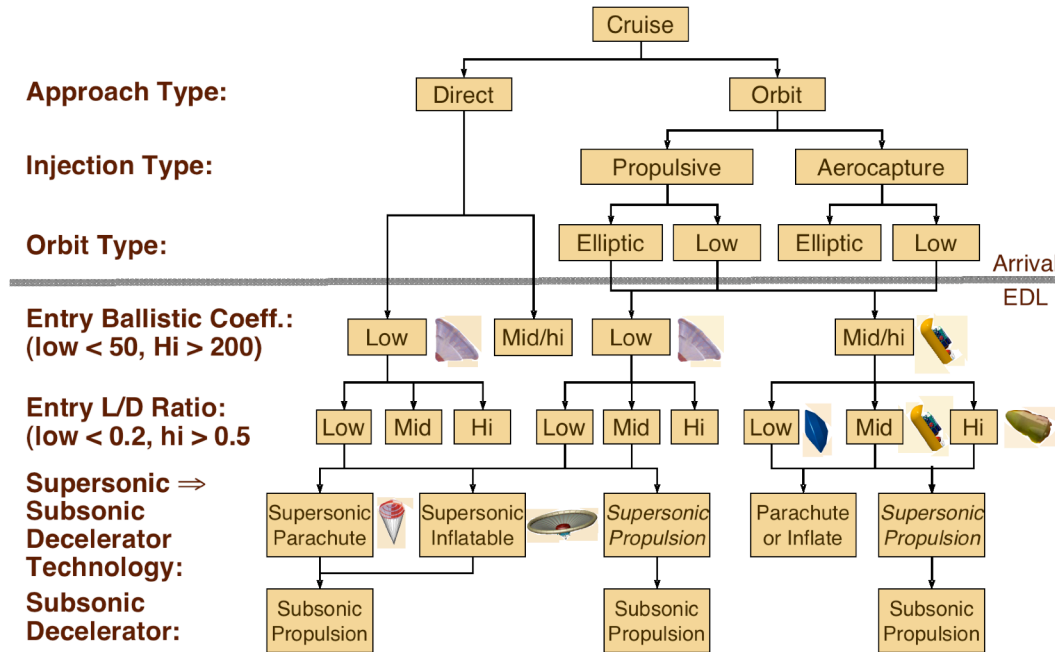 Cruise
Approach Type:
Direct
Orbit
Injection Type:
Propulsive
Aerocapture
Orbit Type:
Elliptic
Low
Elliptic
Low
Arrival
EDL
Entry Ballistic Coeff.:
(low < 50, Hi > 200)
Low
Mid/hi
Low
Mid/hi
Entry L/D Ratio:
(low < 0.2, hi > 0.5
Low
Mid
Hi
Low
Mid
Hi
Low
Mid
Hi
Supersonic ⇒
Subsonic
Decelerator
Technology:
Supersonic
Parachute
Supersonic
Inflatable
Supersonic
Propulsion
Parachute
or Inflate
Supersonic
Propulsion
Subsonic
Decelerator:
Subsonic
Propulsion
Subsonic
Propulsion
Subsonic
Propulsion